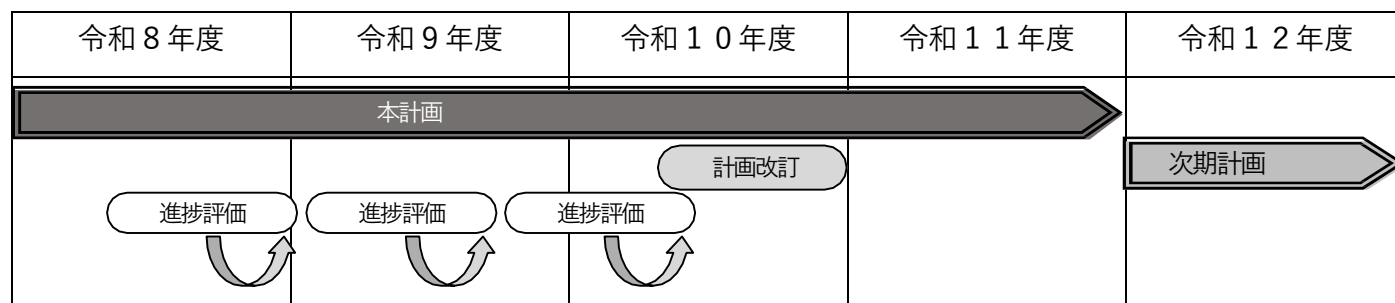 令和８年度
令和９年度
令和１０年度
令和１１年度
令和１２年度
本計画
計画改訂
次期計画
進捗評価
進捗評価
進捗評価